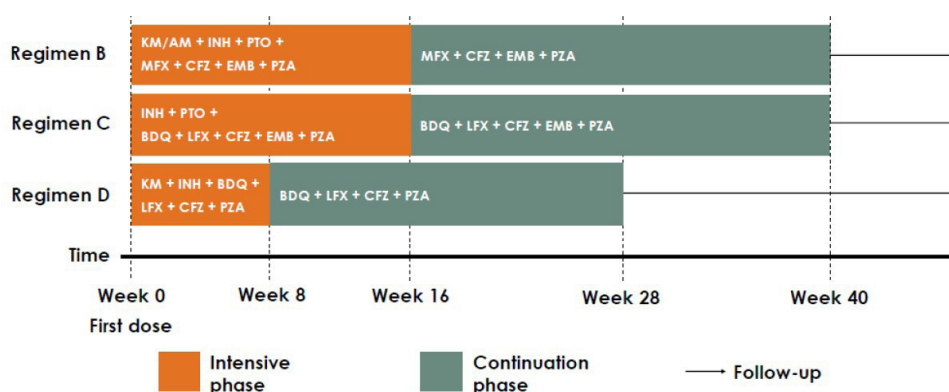 Regimen B
KM/AM + INH + PTO +
MFX + CFZ + EMB + PZA
MFX + CFZ + EMB + PZA
Regimen C
INH + PTO +
BDQ + LFX + CFZ + EMB + PZA
BDQ + LFX + CFZ + EMB + PZA
Regimen D
KM + INH + BDQ +
LFX + CFZ + PZA
BDQ + LFX + CFZ + PZA
Time
Week 0
First dose
Week 8
Week 16
Week 28
Week 40
Intensive
phase
Continuation
phase
Follow-up